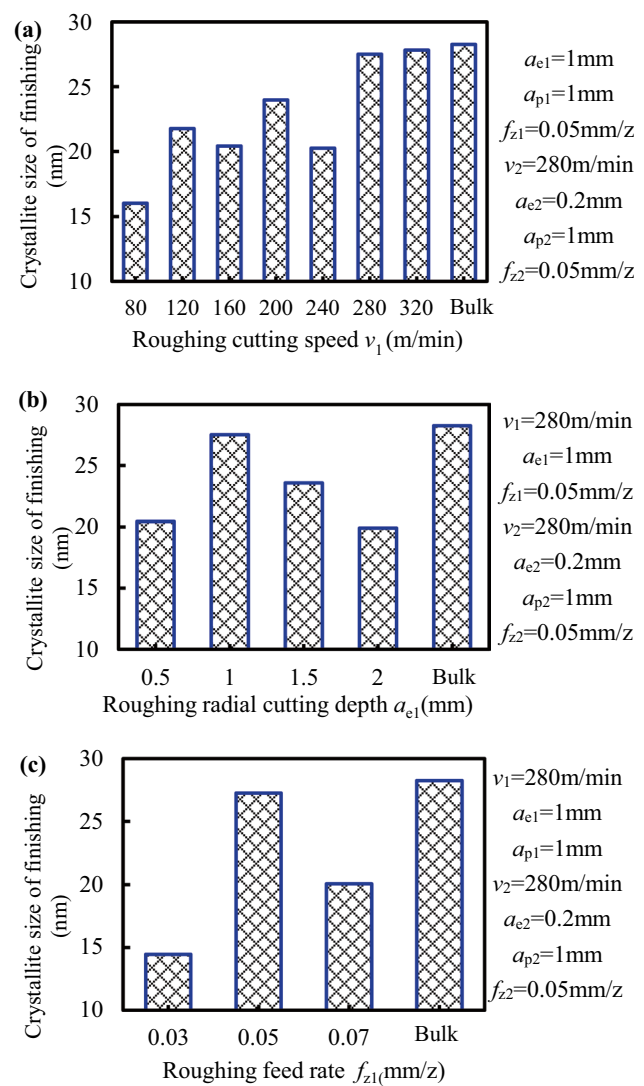 (a)
30
25
20
15
10
Crystallite size of finishing
(nm)
80 120 160 200 240 280 320 Bulk
Roughing cutting speed v1 (m/min)
ae1=1mm
ap1=1mm
fz1=0.05mm/z
v2=280m/min
ae2=0.2mm
ap2=1mm
fz2=0.05mm/z
(b)
30
25
20
15
10
Crystallite size of finishing
(nm)
0.5 1 1.5 2 Bulk
Roughing radial cutting depth ae1(mm)
v1=280m/min
ae1=1mm
fz1=0.05mm/z
v2=280m/min
ae2=0.2mm
ap2=1mm
fz2=0.05mm/z
(c)
30
25
20
15
10
Crystallite size of finishing
(nm)
0.03 0.05 0.07 Bulk
Roughing feed rate fz1(mm/z)
v1=280m/min
ae1=1mm
ap1=1mm
v2=280m/min
ae2=0.2mm
ap2=1mm
fz2=0.05mm/z